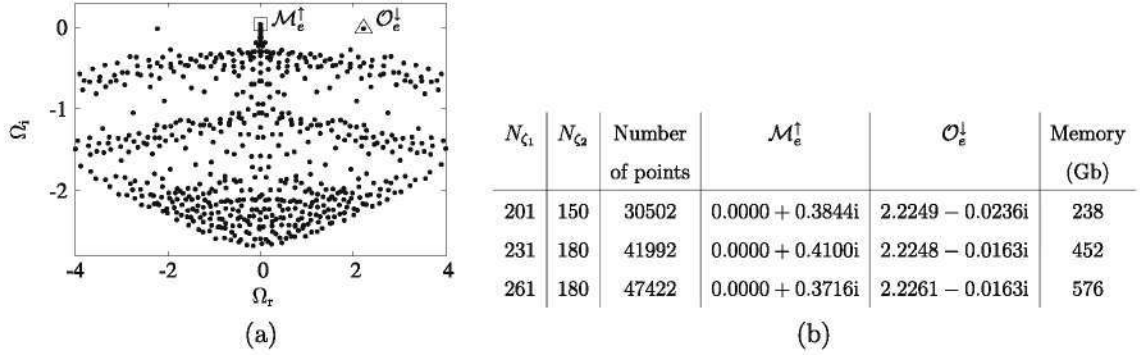 0
-1
-2
Ωᵢ
ℳₑ↑
𝒪ₑ↓
-4 -2 0 2 4
Ωᵣ
(a)
N_ζ₁ N_ζ₂ Number of points ℳₑ↑ 𝒪ₑ↓ Memory (Gb)
201 150 30502 0.0000 + 0.3844i 2.2249 − 0.0236i 238
231 180 41992 0.0000 + 0.4100i 2.2248 − 0.0163i 452
261 180 47422 0.0000 + 0.3716i 2.2261 − 0.0163i 576
(b)